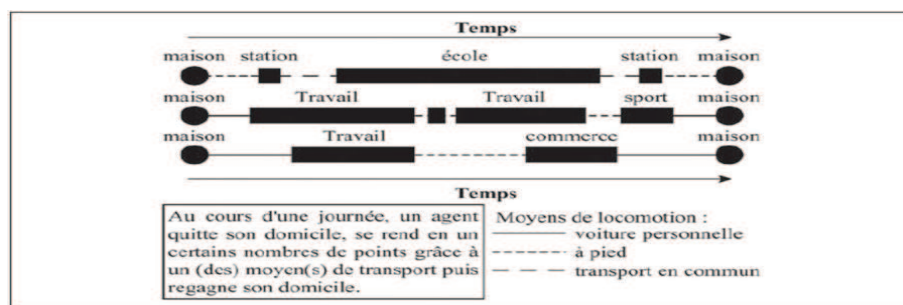 Temps
maison station école station maison
maison Travail Travail sport maison
maison Travail commerce maison
Temps
Au cours d'une journée, un agent
quitte son domicile, se rend en un
certains nombres de points grâce à
un (des) moyen(s) de transport puis
regagne son domicile.
Moyens de locomotion :
voiture personnelle
à pied
transport en commun